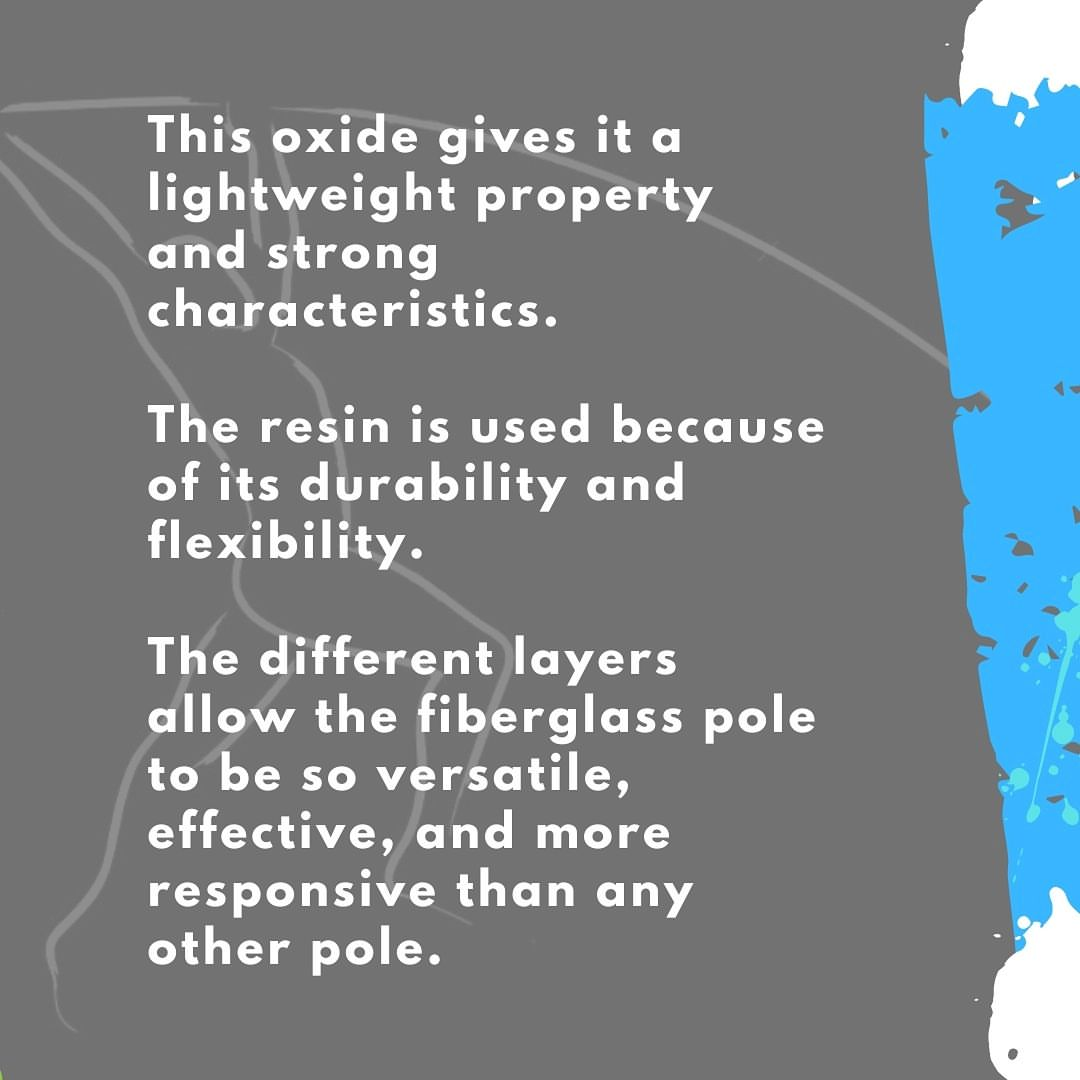 This oxide gives it a
lightweight property
and strong
characteristics.
The resin is used because
of its durability and
flexibility.
The different layers
allow the fiberglass pole
to be so versatile,
effective, and more
responsive than any
other pole.